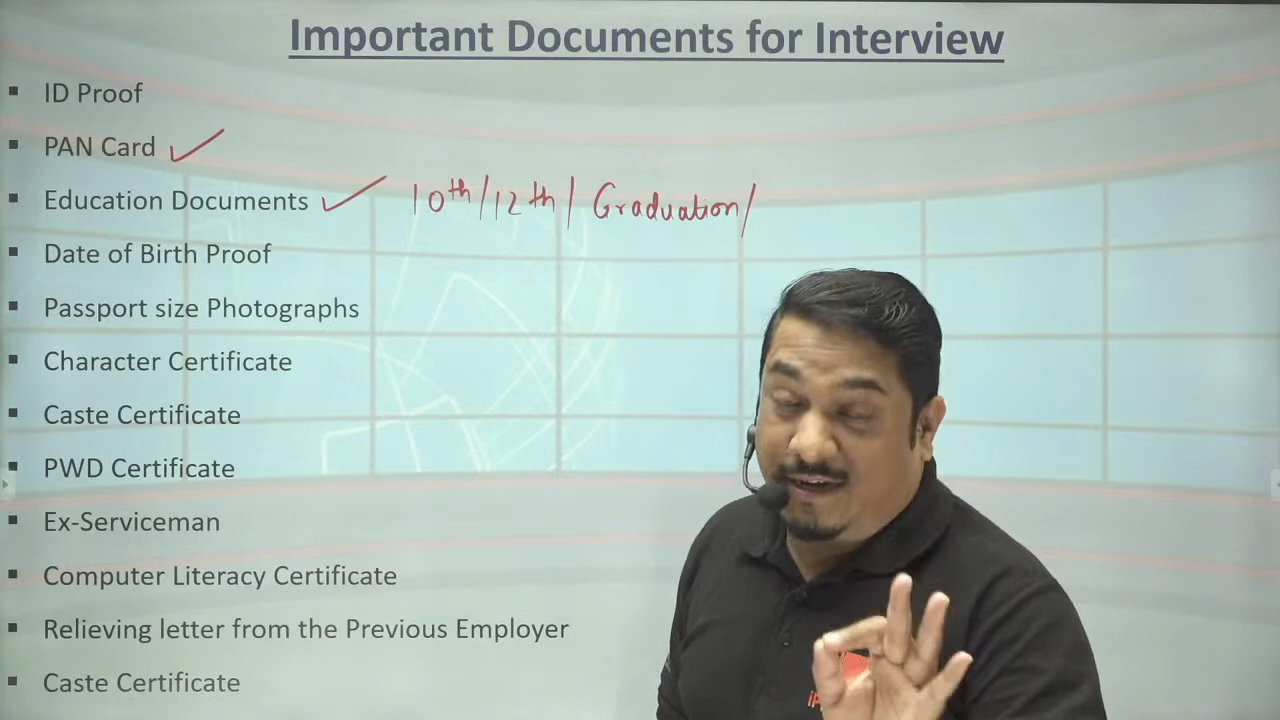 Important Documents for Interview
▪ ID Proof
▪ PAN Card
▪ Education Documents 10th/12th/ Graduation/
▪ Date of Birth Proof
▪ Passport size Photographs
▪ Character Certificate
▪ Caste Certificate
▪ PWD Certificate
▪ Ex-Serviceman
▪ Computer Literacy Certificate
▪ Relieving letter from the Previous Employer
▪ Caste Certificate